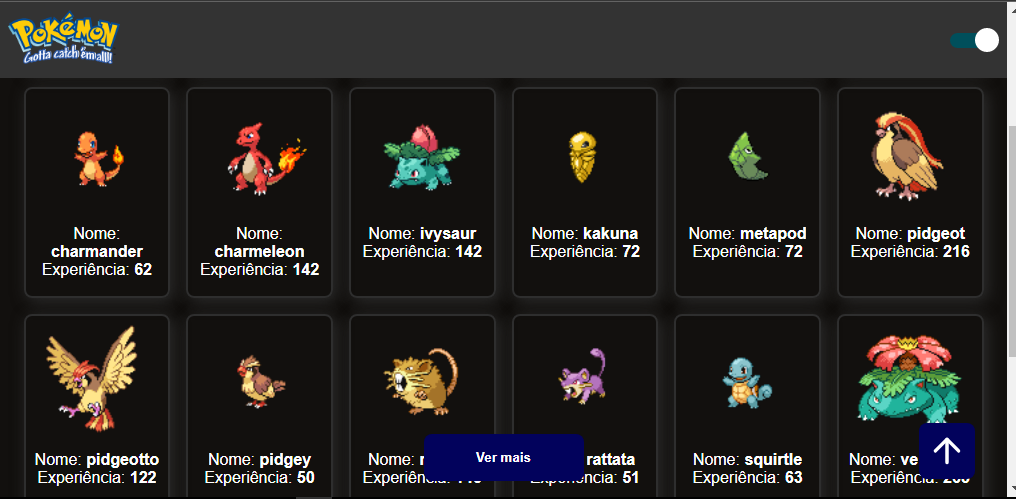 POKéMON
Gotta catch 'em all!
Nome:
charmander
Experiência: 62
Nome:
charmeleon
Experiência: 142
Nome: ivysaur
Experiência: 142
Nome: kakuna
Experiência: 72
Nome: metapod
Experiência: 72
Nome: pidgeot
Experiência: 216
Nome: pidgeotto
Experiência: 122
Nome: pidgey
Experiência: 50
Nome:
Experiência:
Ver mais
rattata
51
Nome: squirtle
Experiência: 63
Nome: ve
Experiência: